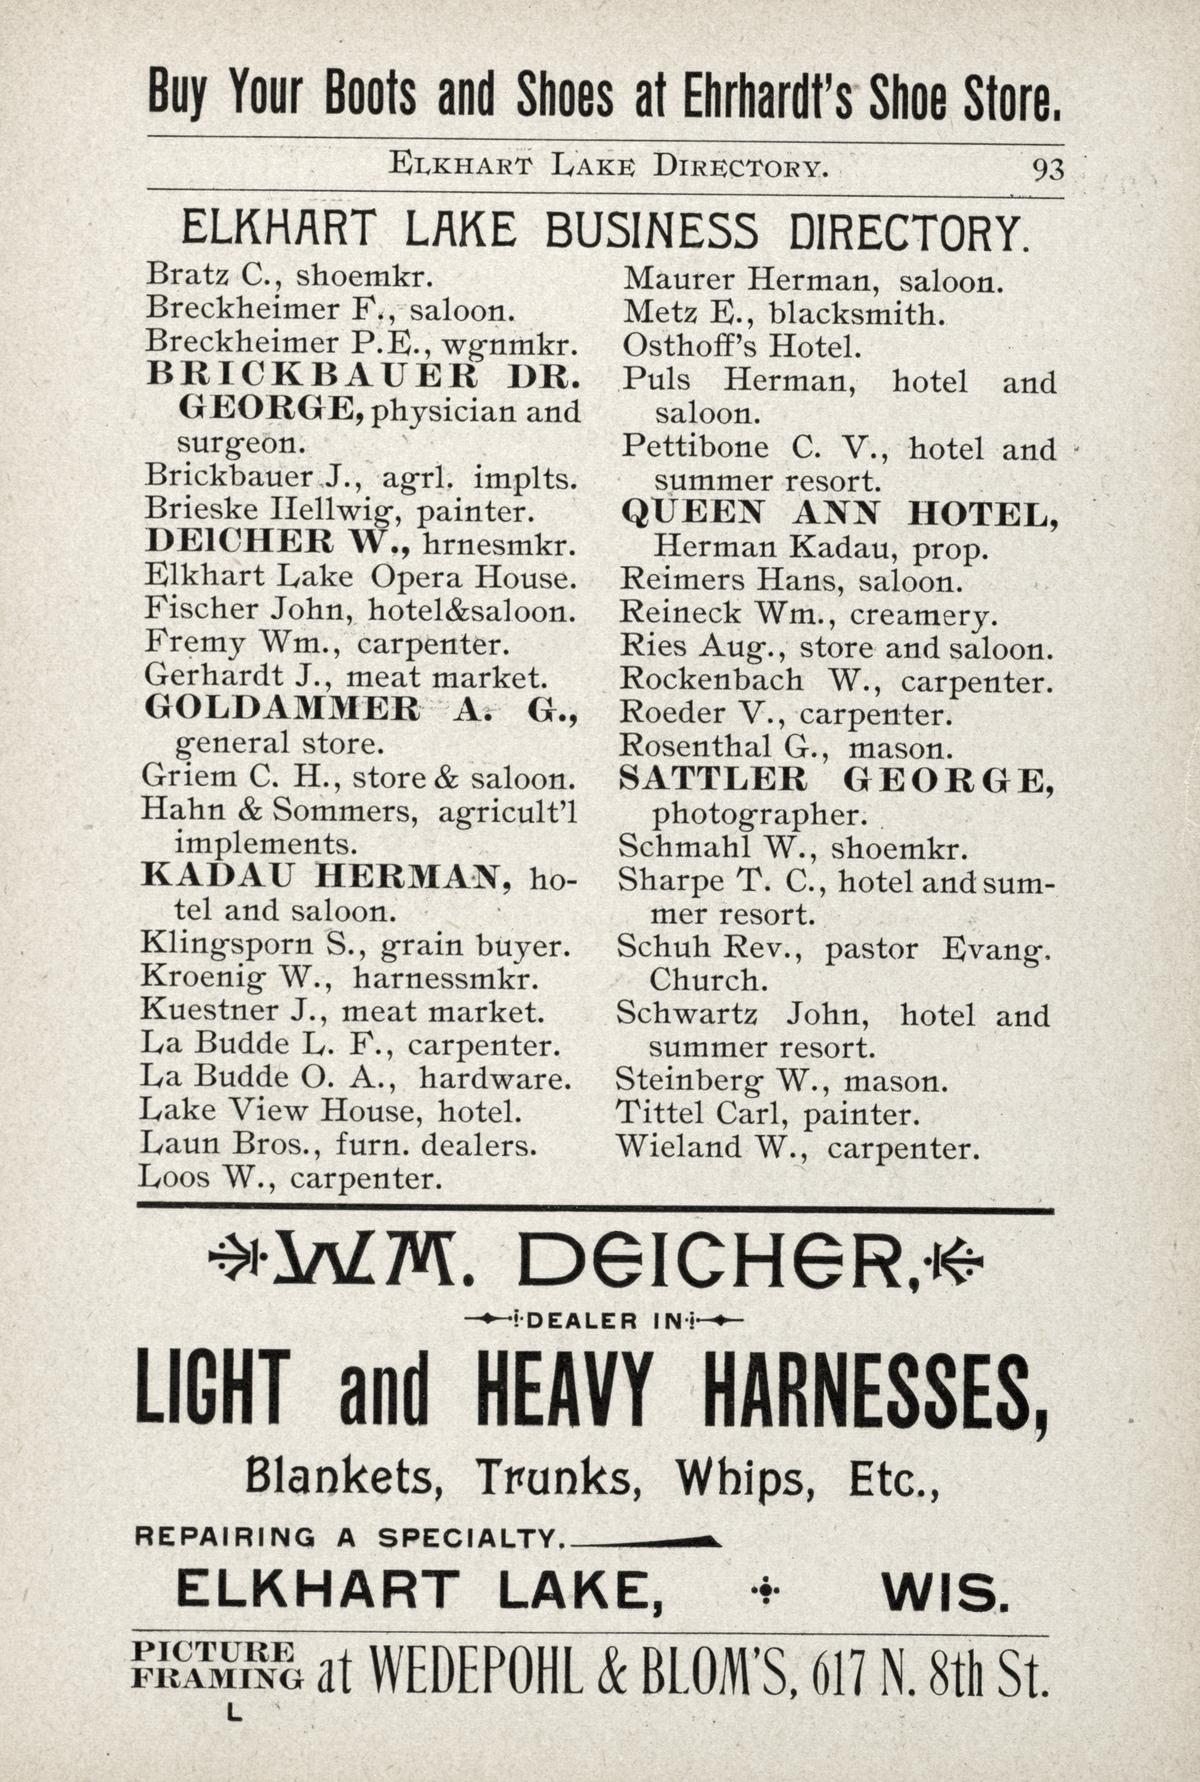 Buy Your Boots and Shoes at Ehrhardt's Shoe Store.
ELKHART LAKE DIRECTORY. 93
ELKHART LAKE BUSINESS DIRECTORY.
Bratz C., shoemkr.
Breckheimer F., saloon.
Breckheimer P.E., wgnmkr.
BRICKBAUER DR.
GEORGE, physician and
surgeon.
Brickbauer J., agrl. implts.
Brieske Hellwig, painter.
DEICHER W., hrnesmkr.
Elkhart Lake Opera House.
Fischer John, hotel&saloon.
Fremy Wm., carpenter.
Gerhardt J., meat market.
GOLDAMMER A. G.,
general store.
Griem C. H., store & saloon.
Hahn & Sommers, agricult'l
implements.
KADAU HERMAN, ho-
tel and saloon.
Klingsporn S., grain buyer.
Kroenig W., harnessmkr.
Kuestner J., meat market.
La Budde L. F., carpenter.
La Budde O. A., hardware.
Lake View House, hotel.
Laun Bros., furn. dealers.
Loos W., carpenter.
Maurer Herman, saloon.
Metz E., blacksmith.
Osthoff's Hotel.
Puls Herman, hotel and
saloon.
Pettibone C. V., hotel and
summer resort.
QUEEN ANN HOTEL,
Herman Kadau, prop.
Reimers Hans, saloon.
Reineck Wm., creamery.
Ries Aug., store and saloon.
Rockenbach W., carpenter.
Roeder V., carpenter.
Rosenthal G., mason.
SATTLER GEORGE,
photographer.
Schmahl W., shoemkr.
Sharpe T. C., hotel and sum-
mer resort.
Schuh Rev., pastor Evang.
Church.
Schwartz John, hotel and
summer resort.
Steinberg W., mason.
Tittel Carl, painter.
Wieland W., carpenter.
WM. DEICHER,
DEALER IN
LIGHT and HEAVY HARNESSES,
Blankets, Trunks, Whips, Etc.,
REPAIRING A SPECIALTY.
ELKHART LAKE, WIS.
PICTURE FRAMING at WEDEPOHL & BLOM'S, 617 N. 8th St.
L